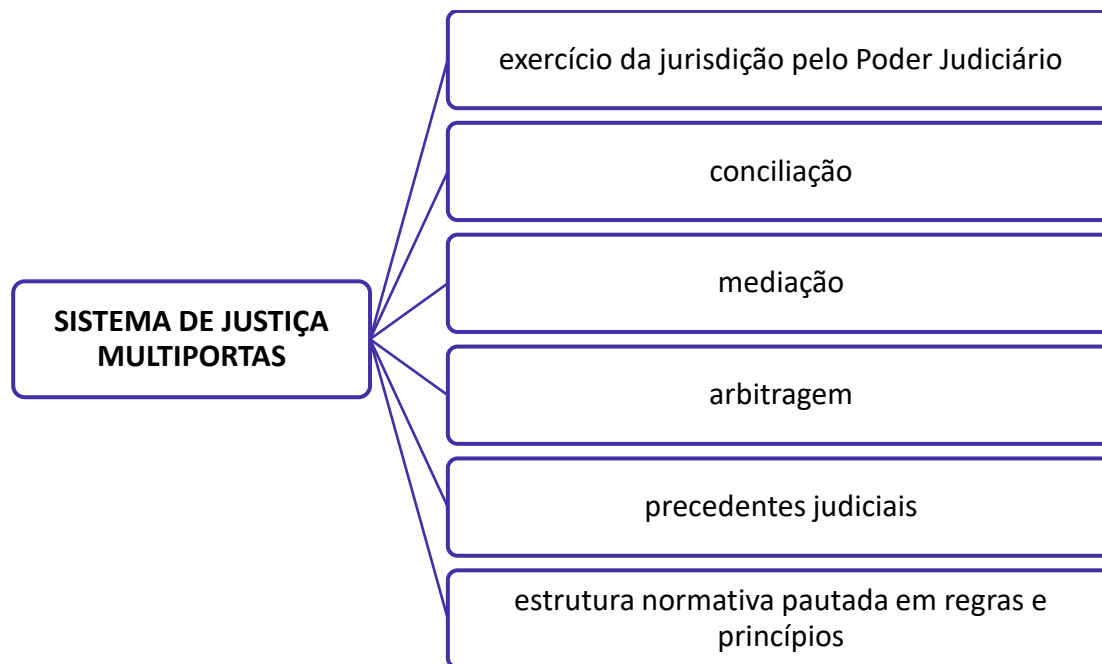 exercício da jurisdição pelo Poder Judiciário
conciliação
mediação
SISTEMA DE JUSTIÇA
MULTIPORTAS
arbitragem
precedentes judiciais
estrutura normativa pautada em regras e
princípios